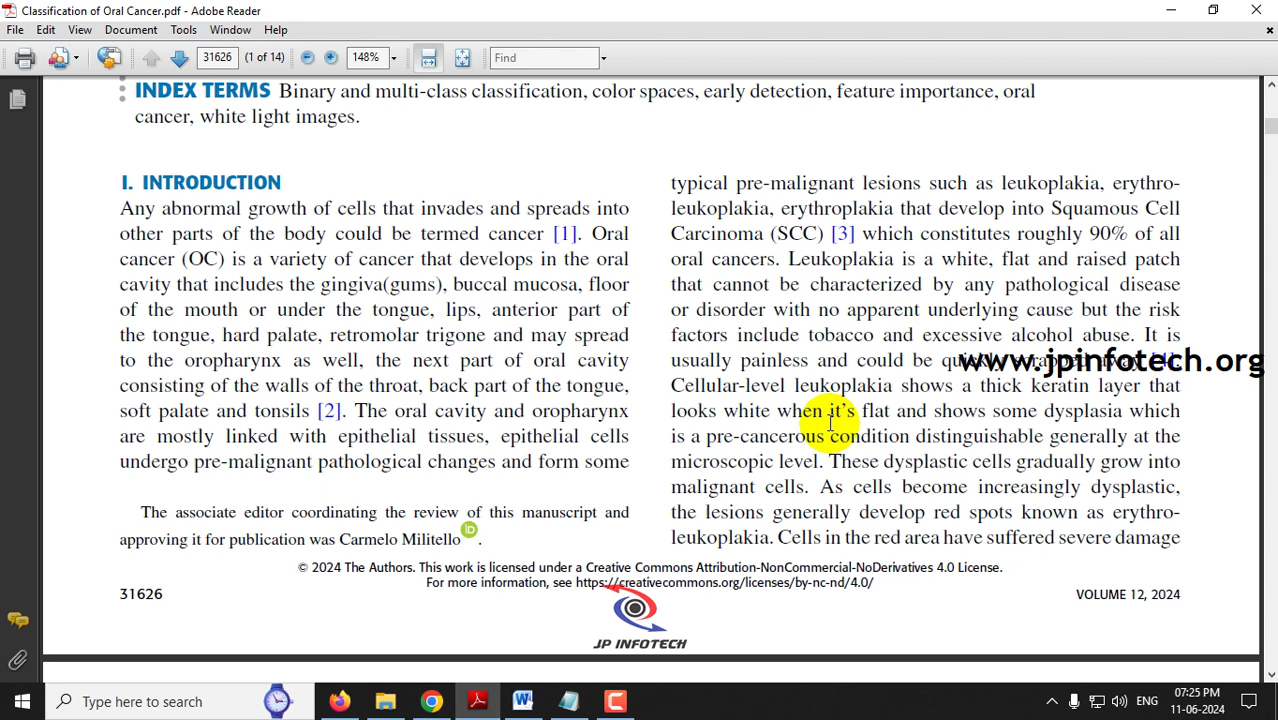 Classification of Oral Cancer.pdf - Adobe Reader
File Edit View Document Tools Window Help
31626 (1 of 14) 148% Find
INDEX TERMS Binary and multi-class classification, color spaces, early detection, feature importance, oral
cancer, white light images.
I. INTRODUCTION
Any abnormal growth of cells that invades and spreads into
other parts of the body could be termed cancer [1]. Oral
cancer (OC) is a variety of cancer that develops in the oral
cavity that includes the gingiva(gums), buccal mucosa, floor
of the mouth or under the tongue, lips, anterior part of
the tongue, hard palate, retromolar trigone and may spread
to the oropharynx as well, the next part of oral cavity
consisting of the walls of the throat, back part of the tongue,
soft palate and tonsils [2]. The oral cavity and oropharynx
are mostly linked with epithelial tissues, epithelial cells
undergo pre-malignant pathological changes and form some
The associate editor coordinating the review of this manuscript and
approving it for publication was Carmelo Militello iD .
typical pre-malignant lesions such as leukoplakia, erythro-
leukoplakia, erythroplakia that develop into Squamous Cell
Carcinoma (SCC) [3] which constitutes roughly 90% of all
oral cancers. Leukoplakia is a white, flat and raised patch
that cannot be characterized by any pathological disease
or disorder with no apparent underlying cause but the risk
factors include tobacco and excessive alcohol abuse. It is
usually painless and could be quickly scrapped away [4].
www.jpinfotech.org
Cellular-level leukoplakia shows a thick keratin layer that
looks white when it's flat and shows some dysplasia which
is a pre-cancerous condition distinguishable generally at the
microscopic level. These dysplastic cells gradually grow into
malignant cells. As cells become increasingly dysplastic,
the lesions generally develop red spots known as erythro-
leukoplakia. Cells in the red area have suffered severe damage
© 2024 The Authors. This work is licensed under a Creative Commons Attribution-NonCommercial-NoDerivatives 4.0 License.
For more information, see https://creativecommons.org/licenses/by-nc-nd/4.0/
31626
VOLUME 12, 2024
JP INFOTECH
Type here to search
ENG
07:25 PM
11-06-2024